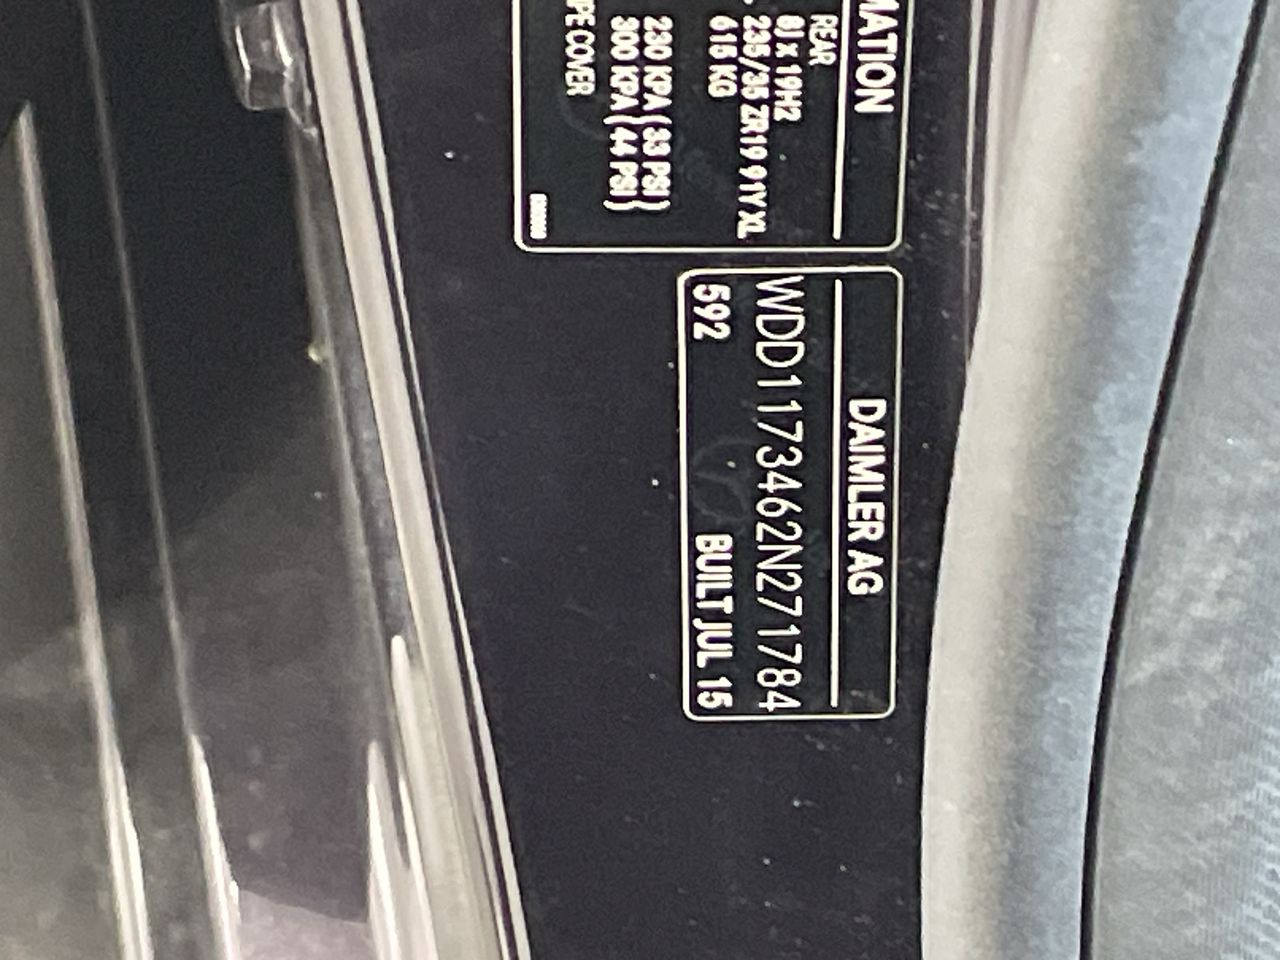 MATION
REAR
8J x 19H2
235/35 ZR19 91Y XL
615 KG
230 KPA (33 PSI)
300 KPA (44 PSI)
COVER
DAIMLER AG
WDD1173462N271784
592 BUILT JUL 15